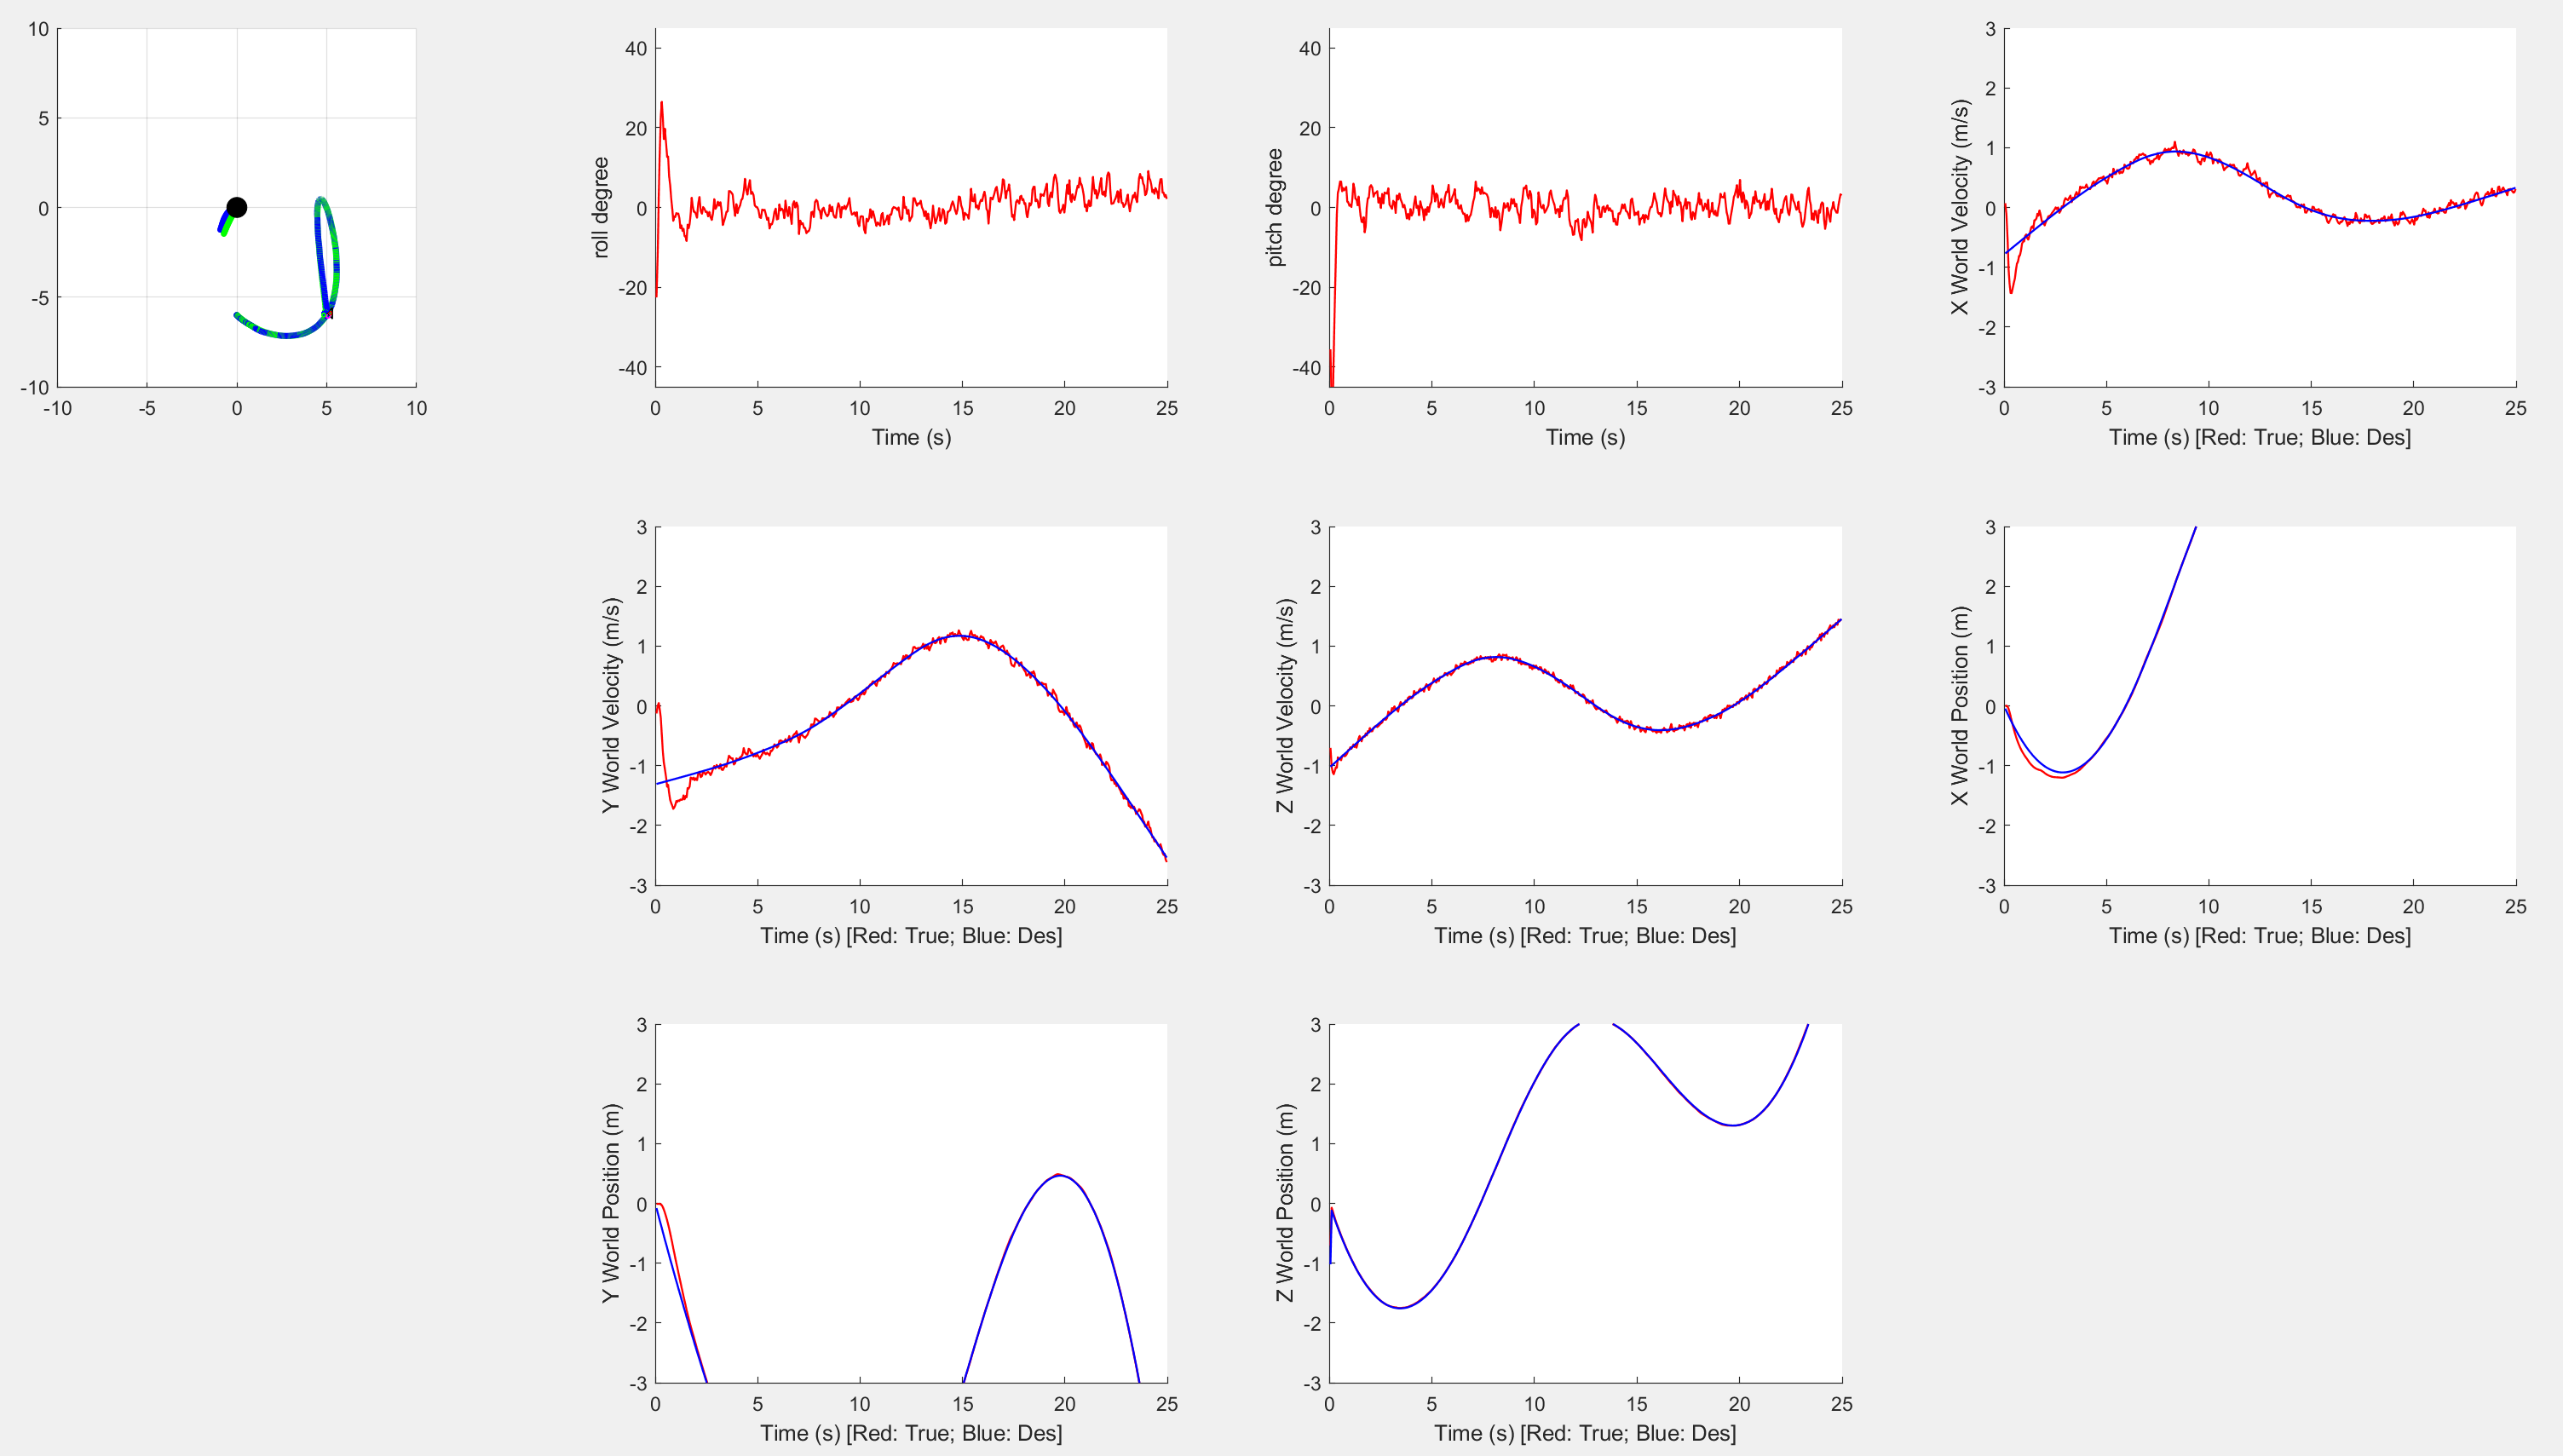 10
5
0
-5
-10
-10 -5 0 5 10
roll degree
40
20
0
-20
-40
0 5 10 15 20 25
Time (s)
pitch degree
40
20
0
-20
-40
0 5 10 15 20 25
Time (s)
X World Velocity (m/s)
3
2
1
0
-1
-2
-3
0 5 10 15 20 25
Time (s) [Red: True; Blue: Des]
Y World Velocity (m/s)
3
2
1
0
-1
-2
-3
0 5 10 15 20 25
Time (s) [Red: True; Blue: Des]
Z World Velocity (m/s)
3
2
1
0
-1
-2
-3
0 5 10 15 20 25
Time (s) [Red: True; Blue: Des]
X World Position (m)
3
2
1
0
-1
-2
-3
0 5 10 15 20 25
Time (s) [Red: True; Blue: Des]
Y World Position (m)
3
2
1
0
-1
-2
-3
0 5 10 15 20 25
Time (s) [Red: True; Blue: Des]
Z World Position (m)
3
2
1
0
-1
-2
-3
0 5 10 15 20 25
Time (s) [Red: True; Blue: Des]